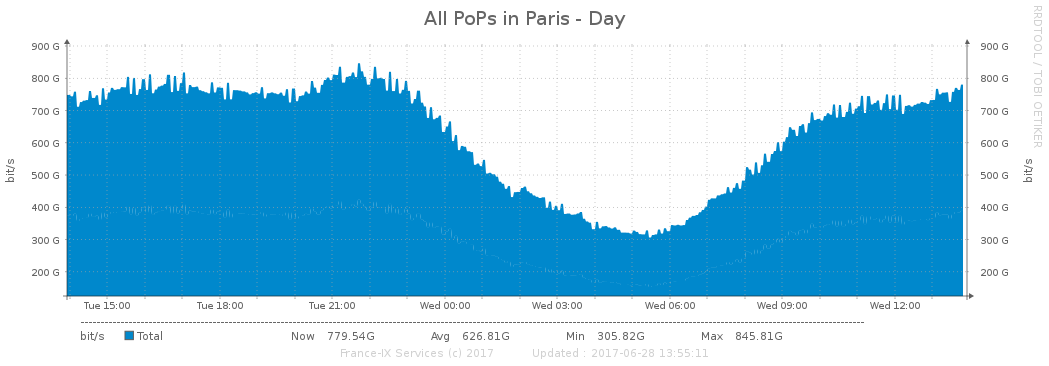 All PoPs in Paris - Day
RRDTOOL / TOBI OETIKER
900 G 900 G
800 G 800 G
700 G 700 G
600 G 600 G
500 G 500 G
400 G 400 G
300 G 300 G
200 G 200 G
bit/s bit/s
Tue 15:00 Tue 18:00 Tue 21:00 Wed 00:00 Wed 03:00 Wed 06:00 Wed 09:00 Wed 12:00
bit/s Total Now 779.54G Avg 626.81G Min 305.82G Max 845.81G
France-IX Services (c) 2017 Updated : 2017-06-28 13:55:11